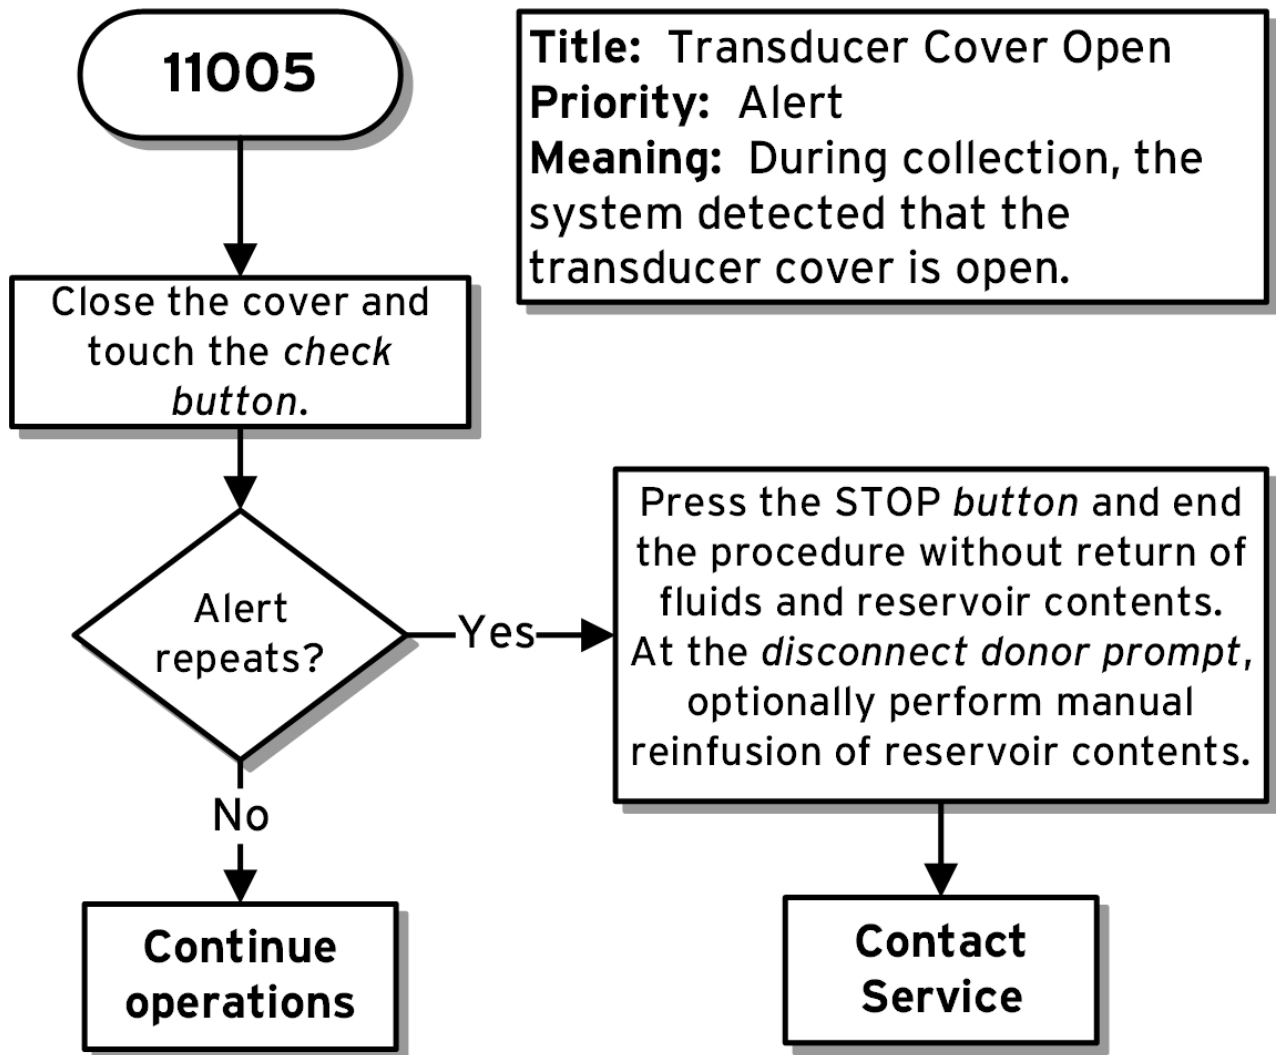 11005
Title: Transducer Cover Open
Priority: Alert
Meaning: During collection, the
system detected that the
transducer cover is open.
Close the cover and
touch the check
button.
Alert
repeats?
Yes
Press the STOP button and end
the procedure without return of
fluids and reservoir contents.
At the disconnect donor prompt,
optionally perform manual
reinfusion of reservoir contents.
No
Continue
operations
Contact
Service